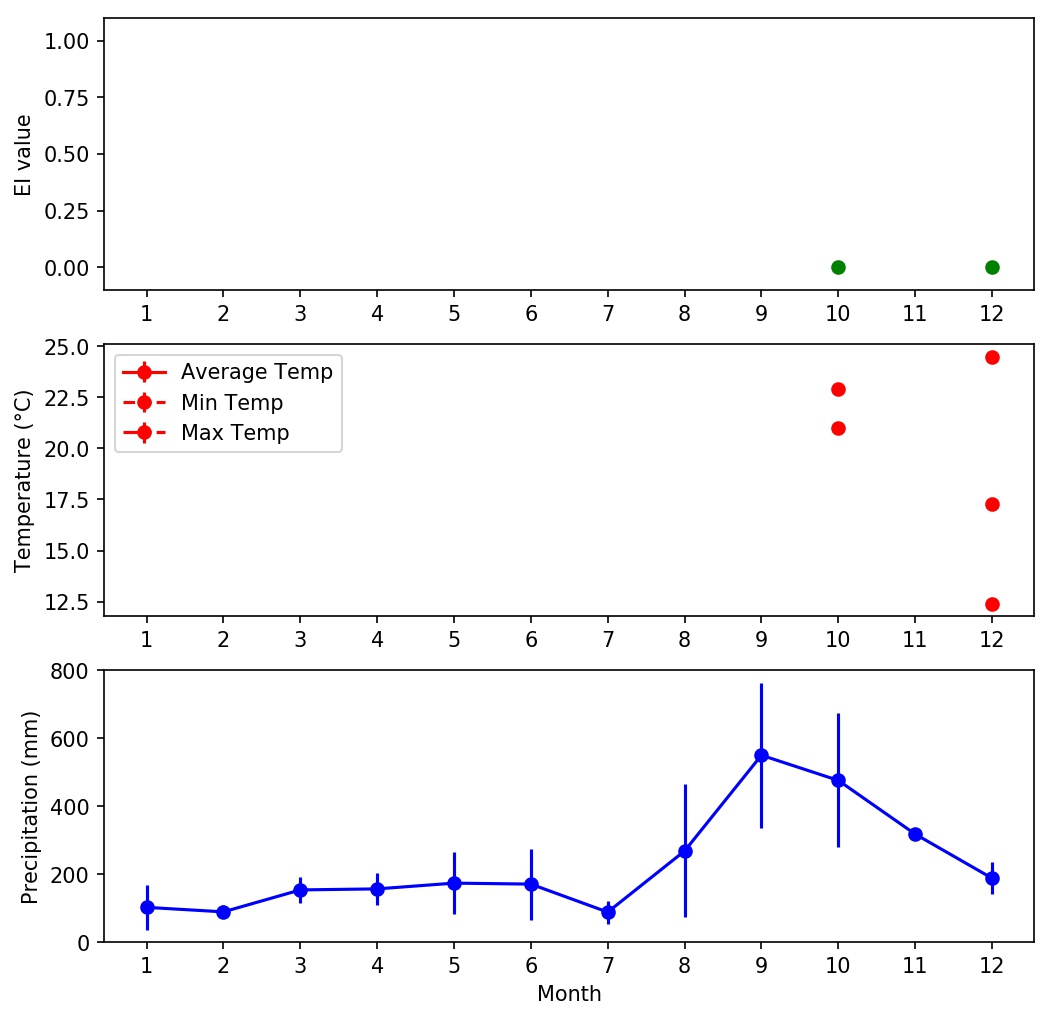 EI value
1.00
0.75
0.50
0.25
0.00
1 2 3 4 5 6 7 8 9 10 11 12
Temperature (°C)
25.0
22.5
20.0
17.5
15.0
12.5
Average Temp
Min Temp
Max Temp
1 2 3 4 5 6 7 8 9 10 11 12
Precipitation (mm)
800
600
400
200
0
1 2 3 4 5 6 7 8 9 10 11 12
Month